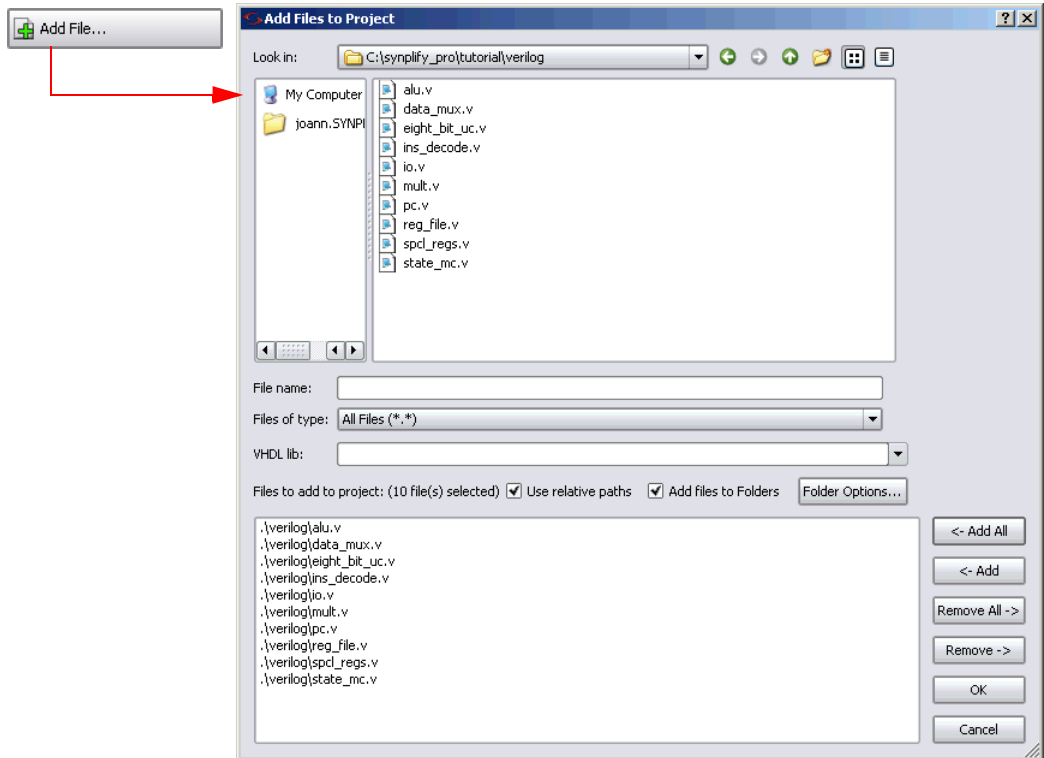 Add File...
Add Files to Project
Look in:
C:\synplify_pro\tutorial\verilog
My Computer
joann.SYNPI
alu.v
data_mux.v
eight_bit_uc.v
ins_decode.v
io.v
mult.v
pc.v
reg_file.v
spcl_regs.v
state_mc.v
File name:
Files of type: All Files (*.*)
VHDL lib:
Files to add to project: (10 file(s) selected) Use relative paths Add files to Folders Folder Options...
.\verilog\alu.v
.\verilog\data_mux.v
.\verilog\eight_bit_uc.v
.\verilog\ins_decode.v
.\verilog\io.v
.\verilog\mult.v
.\verilog\pc.v
.\verilog\reg_file.v
.\verilog\spcl_regs.v
.\verilog\state_mc.v
<- Add All
<- Add
Remove All ->
Remove ->
OK
Cancel